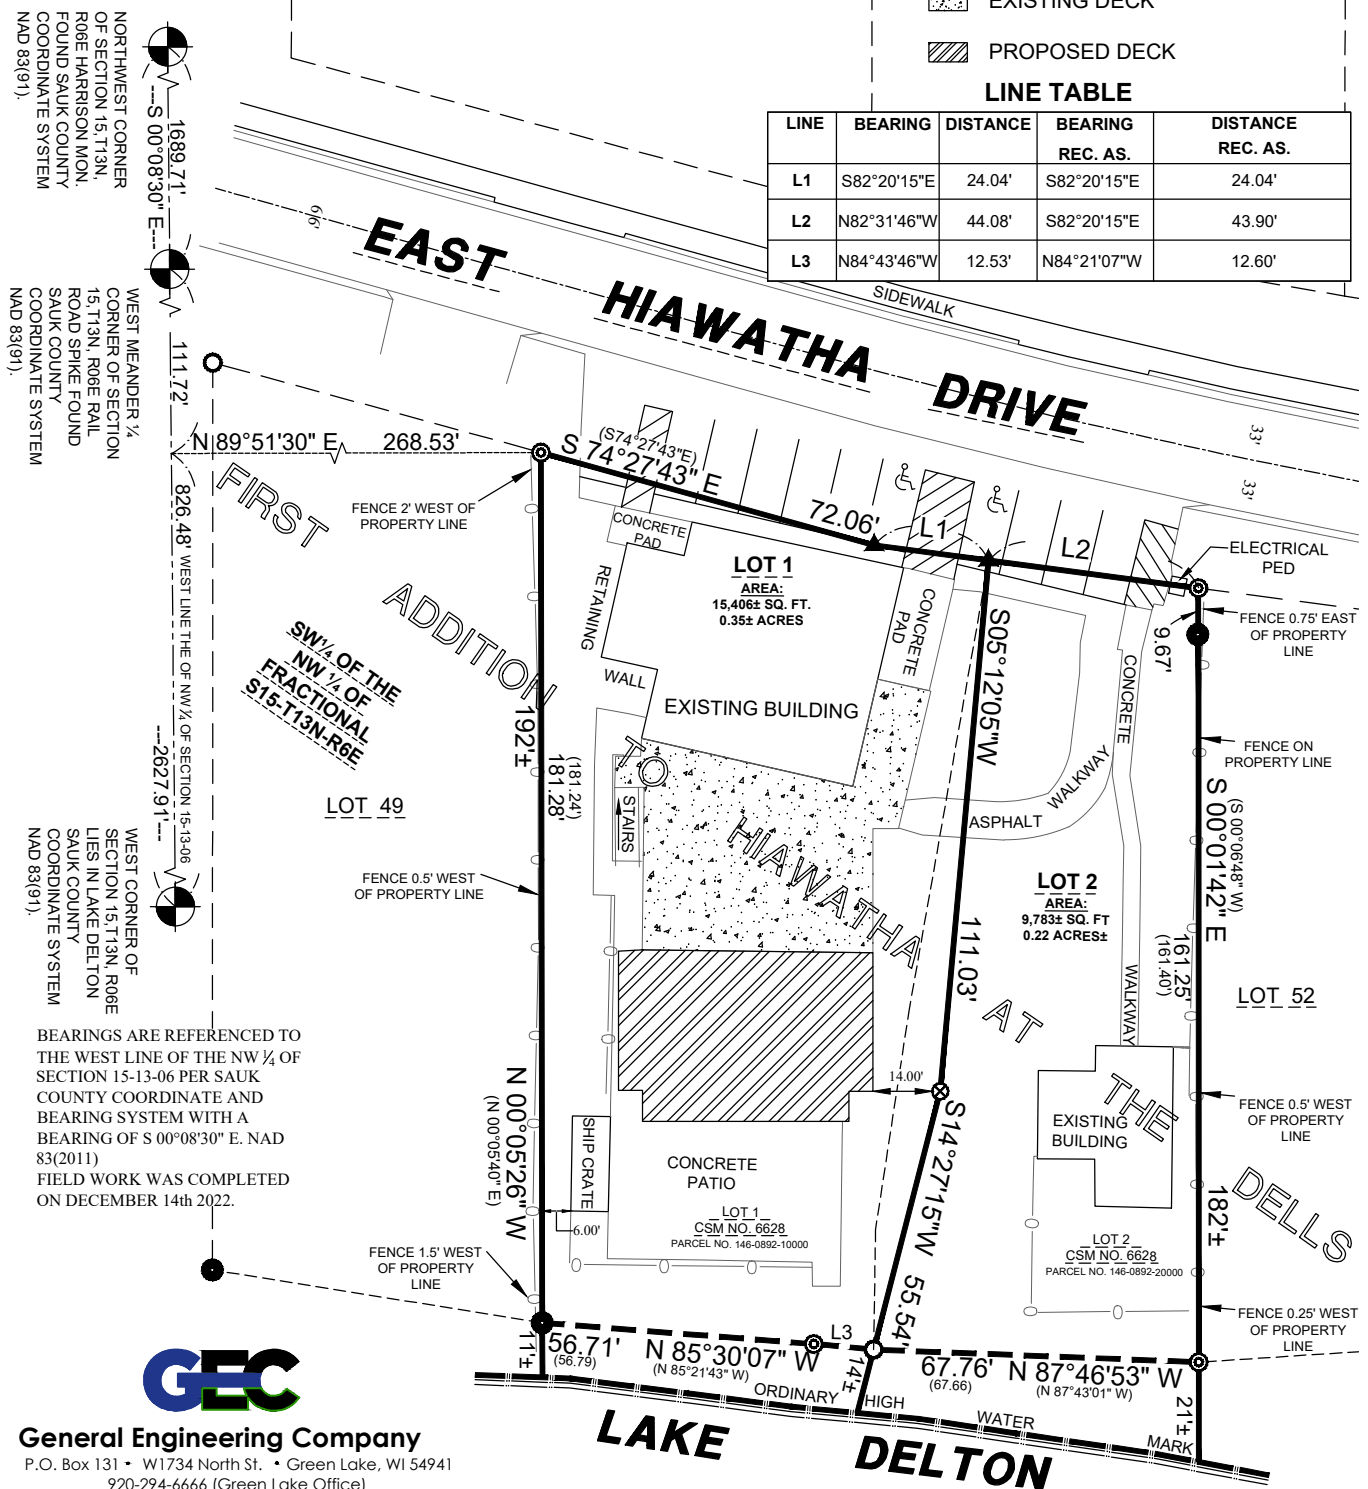 EXISTING DECK
PROPOSED DECK
LINE TABLE
LINE BEARING DISTANCE BEARING REC. AS. DISTANCE REC. AS.
L1 S82°20'15"E 24.04' S82°20'15"E 24.04'
L2 N82°31'46"W 44.08' S82°20'15"E 43.90'
L3 N84°43'46"W 12.53' N84°21'07"W 12.60'
NORTHWEST CORNER
OF SECTION 15,T13N,
R06E HARRISON MON.
FOUND SAUK COUNTY
COORDINATE SYSTEM
NAD 83(91).
1689.71'
---S 00°08'30" E---
WEST MEANDER ¼
CORNER OF SECTION
15,T13N, R06E RAIL
ROAD SPIKE FOUND
SAUK COUNTY
COORDINATE SYSTEM
NAD 83(91).
111.72'
826.48'
WEST LINE THE OF NW¼ OF SECTION 15-13-06
---2627.91'---
WEST CORNER OF
SECTION 15,T13N, R06E
LIES IN LAKE DELTON
SAUK COUNTY
COORDINATE SYSTEM
NAD 83(91).
66'
EAST HIAWATHA DRIVE
SIDEWALK
33'
33'
N 89°51'30" E 268.53'
(S74°27'43"E)
S 74°27'43" E
72.06'
L1
L2
FENCE 2' WEST OF
PROPERTY LINE
FIRST ADDITION TO HIAWATHA AT THE DELLS
CONCRETE
PAD
RETAINING
WALL
LOT 1
AREA:
15,406± SQ. FT.
0.35± ACRES
CONCRETE
PAD
EXISTING BUILDING
S05°12'05"W
111.03'
ELECTRICAL
PED
FENCE 0.75' EAST
OF PROPERTY
LINE
9.67'
CONCRETE
WALKWAY
ASPHALT
WALKWAY
FENCE ON
PROPERTY LINE
SW¼ OF THE
NW ¼ OF
FRACTIONAL
S15-T13N-R6E
LOT 49
192'±
(181.24')
181.28'
STAIRS
FENCE 0.5' WEST
OF PROPERTY LINE
LOT 2
AREA:
9,783± SQ. FT
0.22 ACRES±
(S 00°06'48" W)
S 00°01'42" E
161.25'
(161.40')
LOT 52
BEARINGS ARE REFERENCED TO
THE WEST LINE OF THE NW ¼ OF
SECTION 15-13-06 PER SAUK
COUNTY COORDINATE AND
BEARING SYSTEM WITH A
BEARING OF S 00°08'30" E. NAD
83(2011)
FIELD WORK WAS COMPLETED
ON DECEMBER 14th 2022.
N 00°05'26" W
(N 00°05'40" E)
14.00'
SHIP CRATE
6.00'
CONCRETE
PATIO
LOT 1
CSM NO. 6628
PARCEL NO. 146-0892-10000
S14°27'15"W
55.54'
EXISTING
BUILDING
FENCE 0.5' WEST
OF PROPERTY
LINE
182'±
LOT 2
CSM NO. 6628
PARCEL NO. 146-0892-20000
FENCE 1.5' WEST
OF PROPERTY
LINE
FENCE 0.25' WEST
OF PROPERTY
LINE
11'±
56.71'
(56.79)
N 85°30'07" W
(N 85°21'43" W)
L3
14'±
67.76'
(67.66)
N 87°46'53" W
(N 87°43'01" W)
21'±
ORDINARY HIGH WATER MARK
LAKE DELTON
GEC
General Engineering Company
P.O. Box 131 • W1734 North St. • Green Lake, WI 54941
920-294-6666 (Green Lake Office)